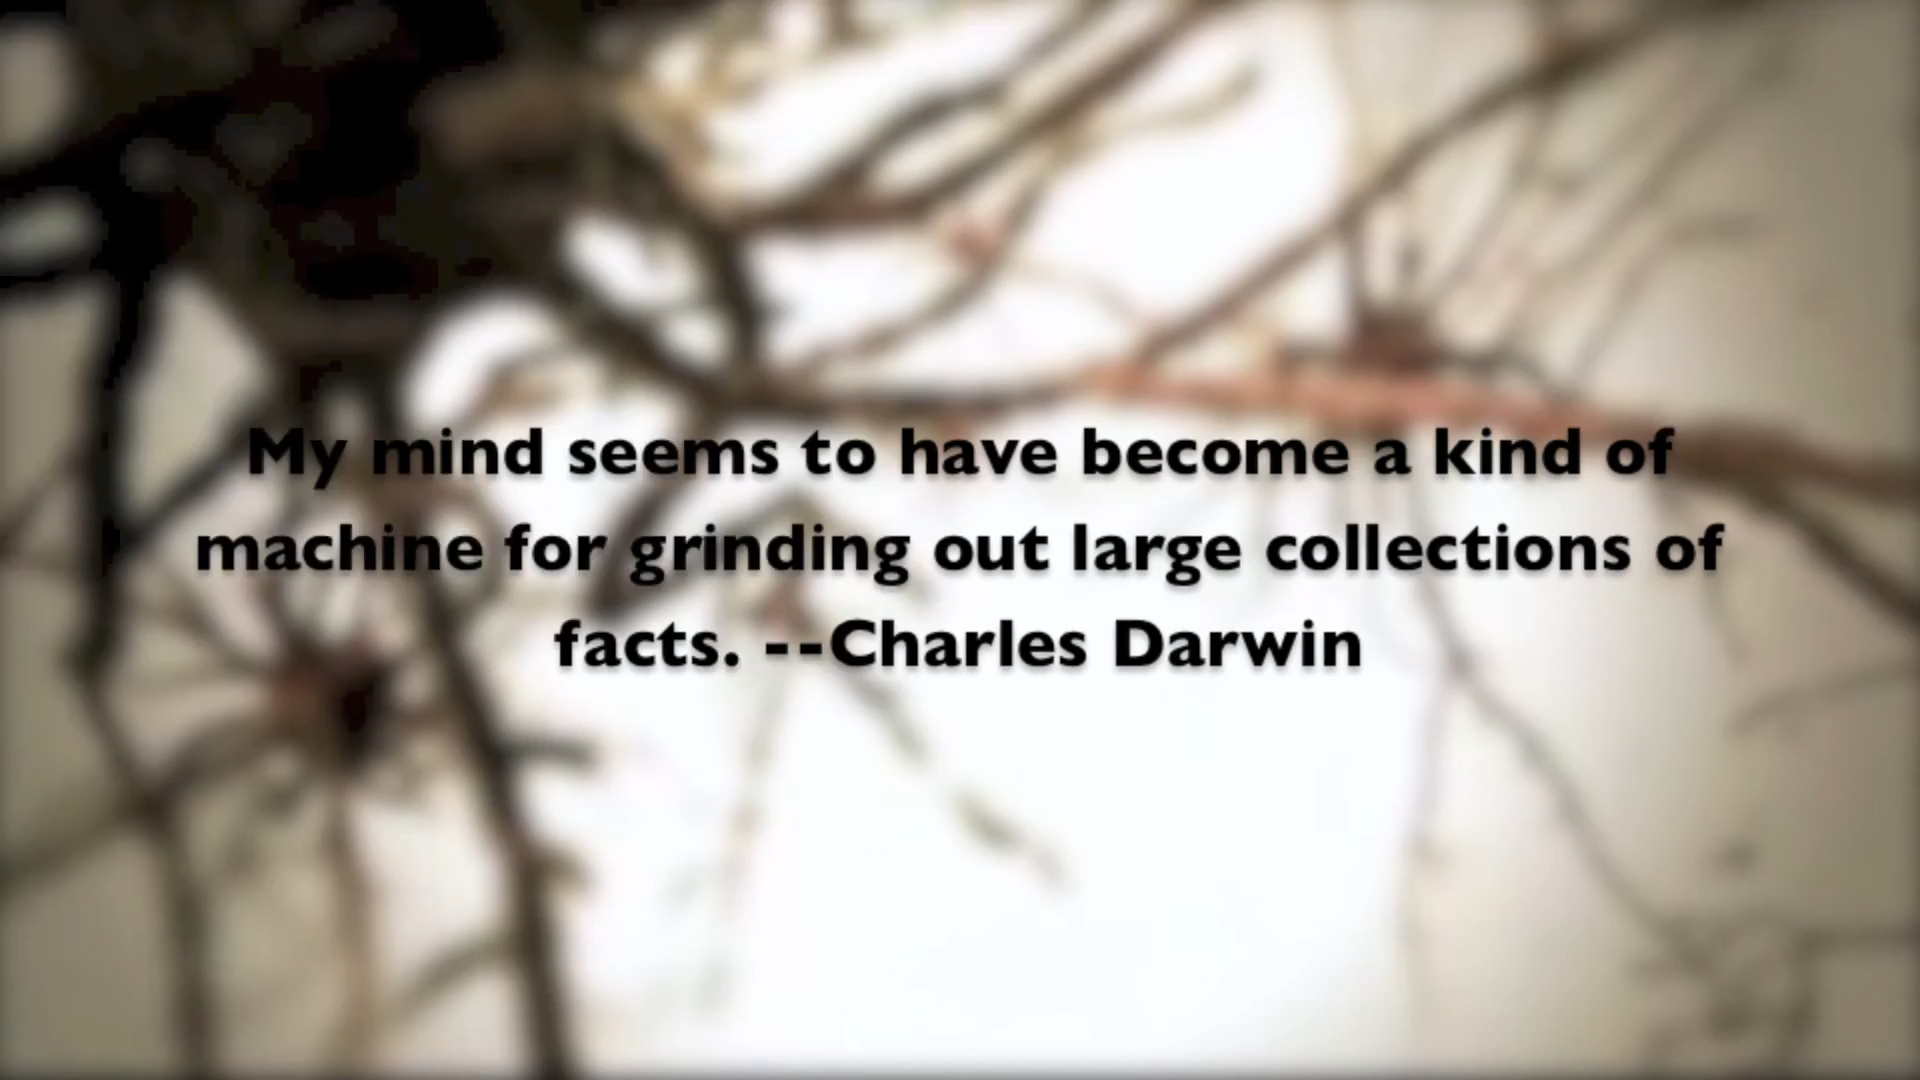 My mind seems to have become a kind of
machine for grinding out large collections of
facts. --Charles Darwin